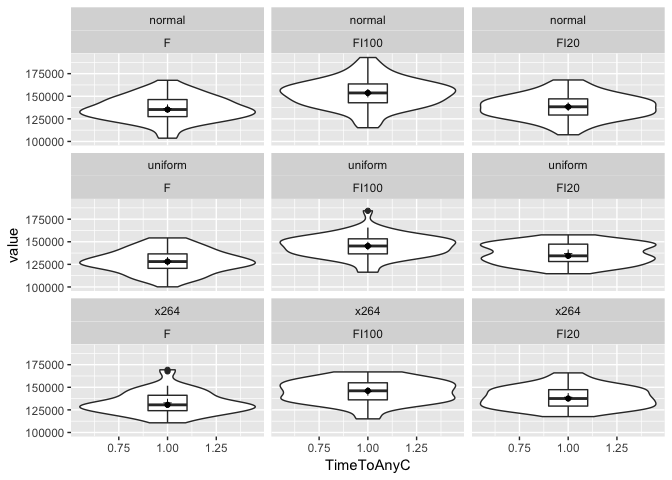 normal normal normal
F FI100 FI20
175000
150000
125000
100000
uniform uniform uniform
F FI100 FI20
175000
150000
125000
100000
value
x264 x264 x264
F FI100 FI20
175000
150000
125000
100000
0.75 1.00 1.25 0.75 1.00 1.25 0.75 1.00 1.25
TimeToAnyC